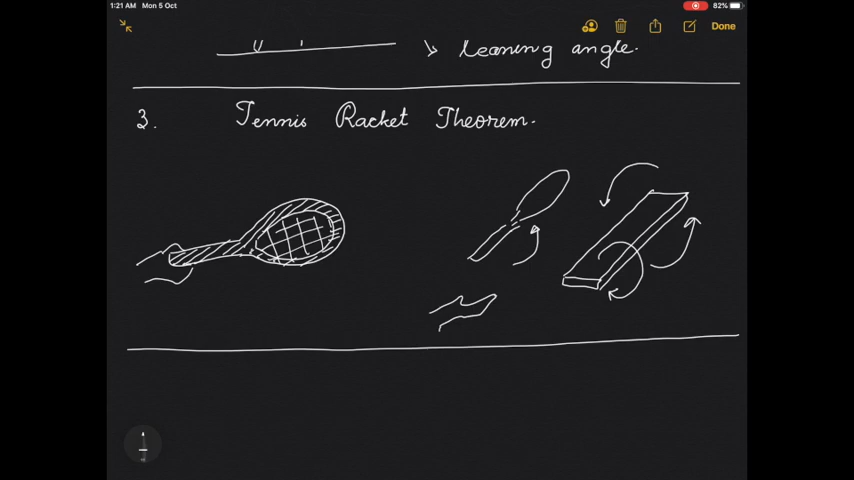 1:21 AM Mon 5 Oct
82%
Done
↳ leaning angle.
3. Tennis Racket Theorem.